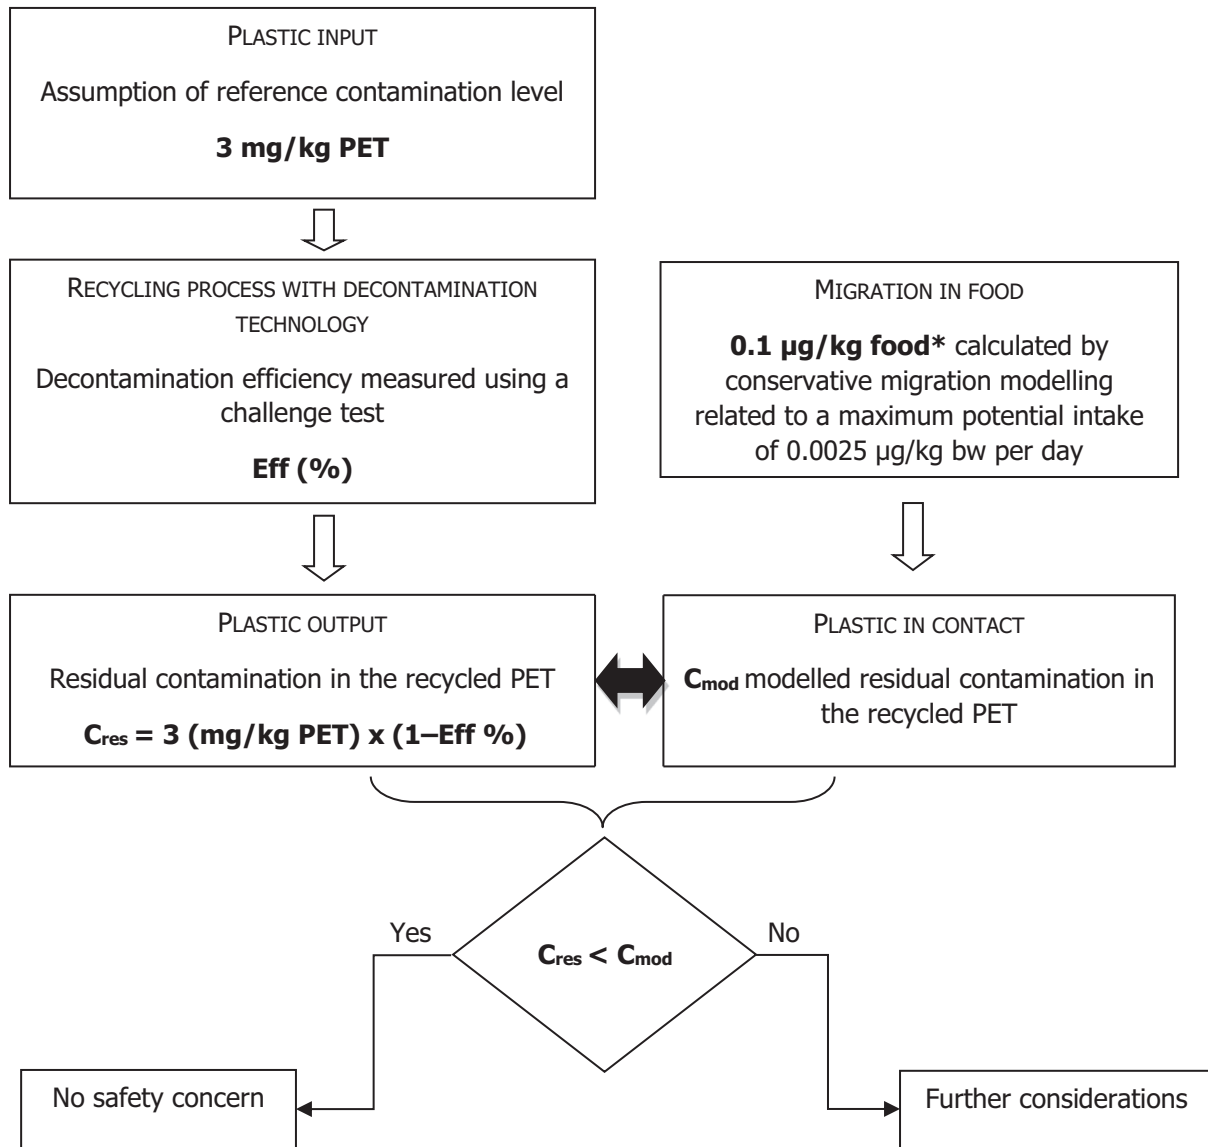 PLASTIC INPUT
Assumption of reference contamination level
3 mg/kg PET
RECYCLING PROCESS WITH DECONTAMINATION
TECHNOLOGY
Decontamination efficiency measured using a
challenge test
Eff (%)
MIGRATION IN FOOD
0.1 µg/kg food* calculated by
conservative migration modelling
related to a maximum potential intake
of 0.0025 µg/kg bw per day
PLASTIC OUTPUT
Residual contamination in the recycled PET
Cres = 3 (mg/kg PET) x (1–Eff %)
PLASTIC IN CONTACT
Cmod modelled residual contamination in
the recycled PET
Yes
No
Cres < Cmod
No safety concern
Further considerations